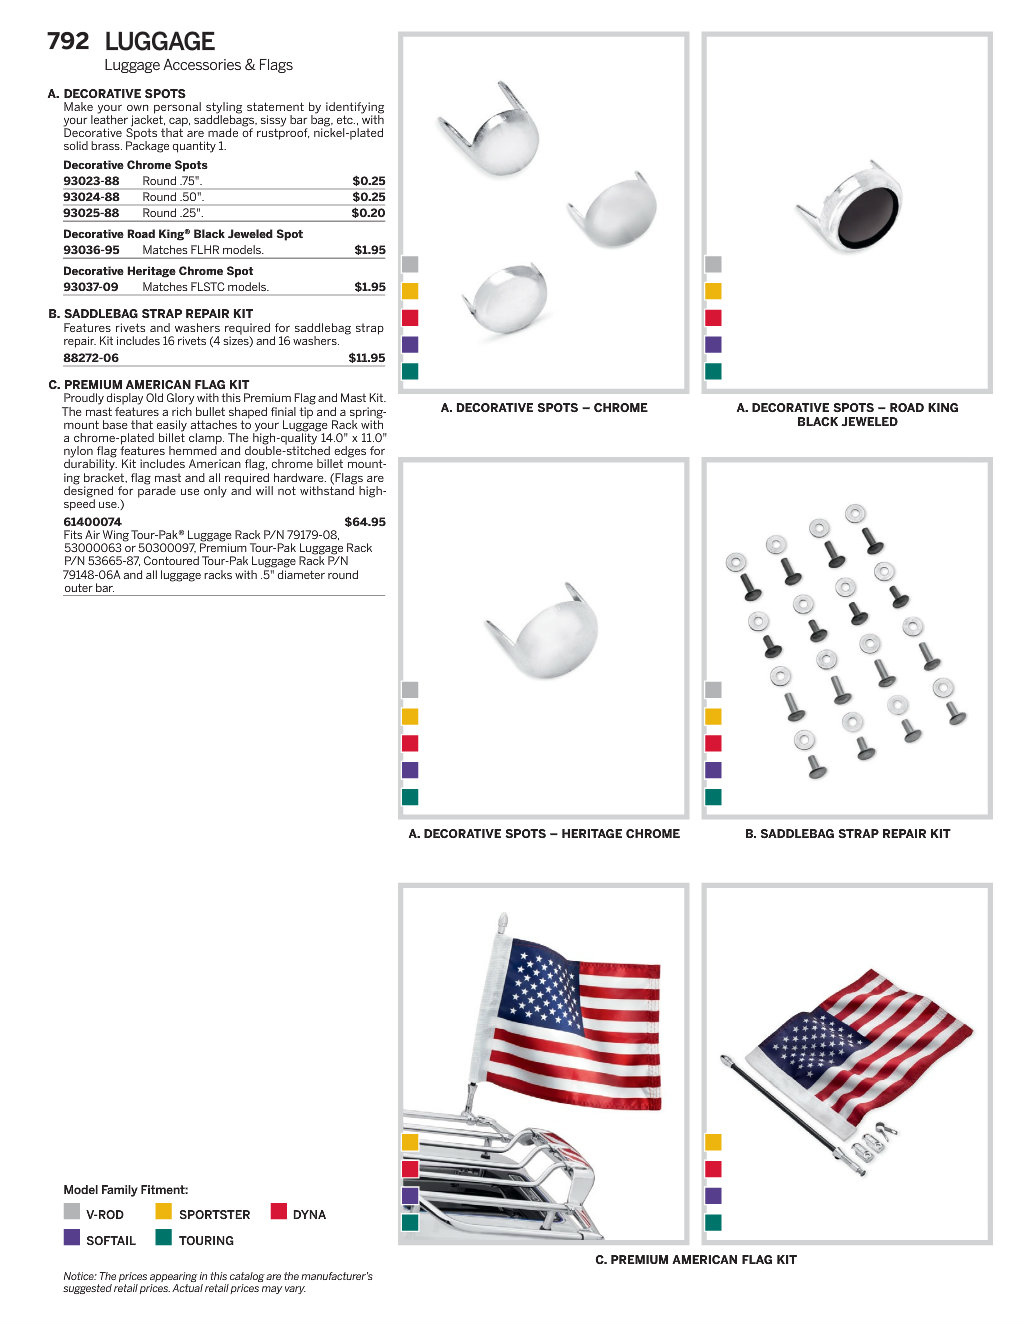 792 LUGGAGE
Luggage Accessories & Flags
A. DECORATIVE SPOTS
Make your own personal styling statement by identifying
your leather jacket, cap, saddlebags, sissy bar bag, etc., with
Decorative Spots that are made of rustproof, nickel-plated
solid brass. Package quantity 1.
Decorative Chrome Spots
93023-88 Round .75". $0.25
93024-88 Round .50". $0.25
93025-88 Round .25". $0.20
Decorative Road King® Black Jeweled Spot
93036-95 Matches FLHR models. $1.95
Decorative Heritage Chrome Spot
93037-09 Matches FLSTC models. $1.95
B. SADDLEBAG STRAP REPAIR KIT
Features rivets and washers required for saddlebag strap
repair. Kit includes 16 rivets (4 sizes) and 16 washers.
88272-06 $11.95
C. PREMIUM AMERICAN FLAG KIT
Proudly display Old Glory with this Premium Flag and Mast Kit.
The mast features a rich bullet shaped finial tip and a spring-
mount base that easily attaches to your Luggage Rack with
a chrome-plated billet clamp. The high-quality 14.0" x 11.0"
nylon flag features hemmed and double-stitched edges for
durability. Kit includes American flag, chrome billet mount-
ing bracket, flag mast and all required hardware. (Flags are
designed for parade use only and will not withstand high-
speed use.)
61400074 $64.95
Fits Air Wing Tour-Pak® Luggage Rack P/N 79179-08,
53000063 or 50300097, Premium Tour-Pak Luggage Rack
P/N 53665-87, Contoured Tour-Pak Luggage Rack P/N
79148-06A and all luggage racks with .5" diameter round
outer bar.
A. DECORATIVE SPOTS – CHROME
A. DECORATIVE SPOTS – ROAD KING
BLACK JEWELED
A. DECORATIVE SPOTS – HERITAGE CHROME
B. SADDLEBAG STRAP REPAIR KIT
C. PREMIUM AMERICAN FLAG KIT
Model Family Fitment:
V-ROD SPORTSTER DYNA
SOFTAIL TOURING
Notice: The prices appearing in this catalog are the manufacturer's
suggested retail prices. Actual retail prices may vary.